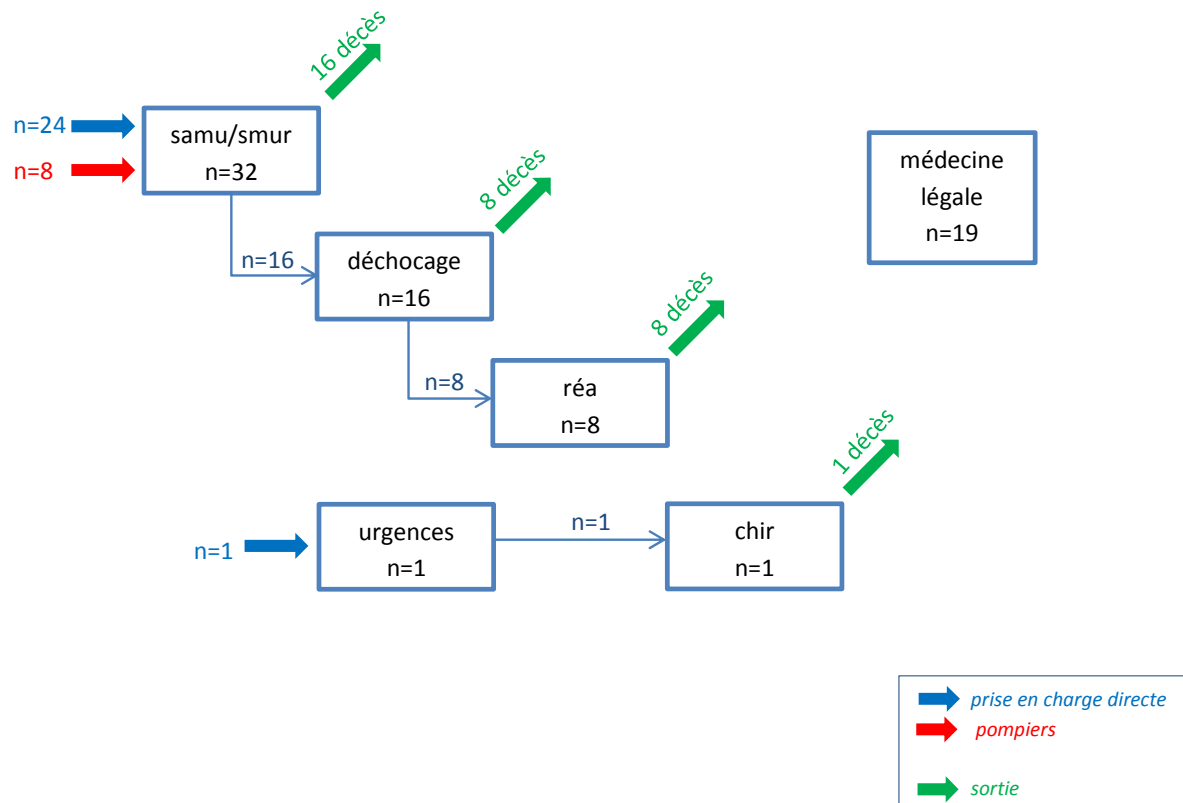 16 décès
n=24
samu/smur
n=32
n=8
8 décès
médecine
légale
n=19
n=16
déchocage
n=16
8 décès
n=8
réa
n=8
1 décès
n=1
urgences
n=1
n=1
chir
n=1
prise en charge directe
pompiers
sortie